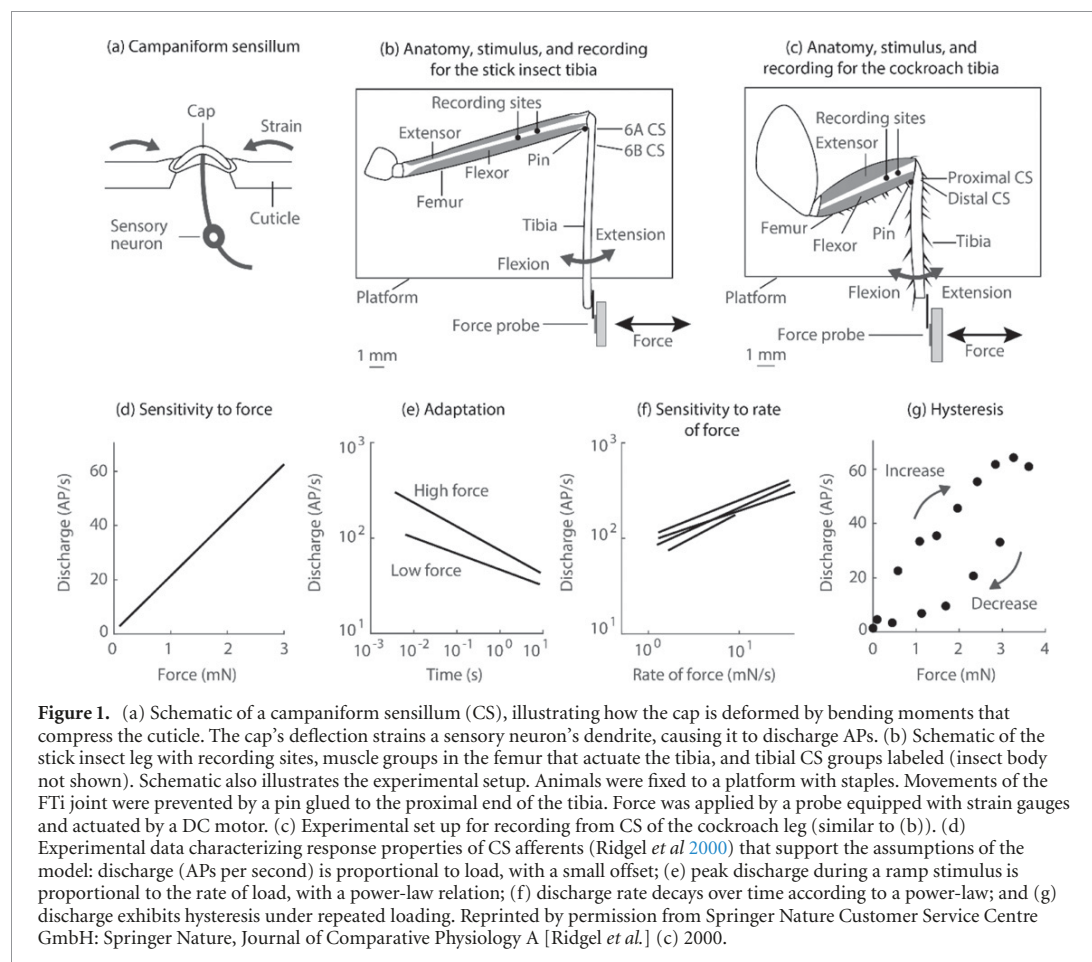 (a) Campaniform sensillum
Cap
Strain
Sensory
neuron
Cuticle
(b) Anatomy, stimulus, and recording
for the stick insect tibia
Recording sites
Extensor
6A CS
6B CS
Pin
Flexor
Femur
Tibia
Extension
Flexion
Platform
Force probe
Force
1 mm
(c) Anatomy, stimulus, and
recording for the cockroach tibia
Recording sites
Extensor
Proximal CS
Distal CS
Femur
Pin
Flexor
Tibia
Flexion
Extension
Platform
Force probe
Force
1 mm
(d) Sensitivity to force
Discharge (AP/s)
60
40
20
0
0 1 2 3
Force (mN)
(e) Adaptation
Discharge (AP/s)
10³
High force
10²
Low force
10¹
10⁻³ 10⁻² 10⁻¹ 10⁰ 10¹
Time (s)
(f) Sensitivity to rate
of force
Discharge (AP/s)
10³
10²
10¹
10⁰ 10¹
Rate of force (mN/s)
(g) Hysteresis
Discharge (AP/s)
60
Increase
40
20
Decrease
0
0 1 2 3 4
Force (mN)
Figure 1. (a) Schematic of a campaniform sensillum (CS), illustrating how the cap is deformed by bending moments that
compress the cuticle. The cap's deflection strains a sensory neuron's dendrite, causing it to discharge APs. (b) Schematic of the
stick insect leg with recording sites, muscle groups in the femur that actuate the tibia, and tibial CS groups labeled (insect body
not shown). Schematic also illustrates the experimental setup. Animals were fixed to a platform with staples. Movements of the
FTi joint were prevented by a pin glued to the proximal end of the tibia. Force was applied by a probe equipped with strain gauges
and actuated by a DC motor. (c) Experimental set up for recording from CS of the cockroach leg (similar to (b)). (d)
Experimental data characterizing response properties of CS afferents (Ridgel et al 2000) that support the assumptions of the
model: discharge (APs per second) is proportional to load, with a small offset; (e) peak discharge during a ramp stimulus is
proportional to the rate of load, with a power-law relation; (f) discharge rate decays over time according to a power-law; and (g)
discharge exhibits hysteresis under repeated loading. Reprinted by permission from Springer Nature Customer Service Centre
GmbH: Springer Nature, Journal of Comparative Physiology A [Ridgel et al.] (c) 2000.